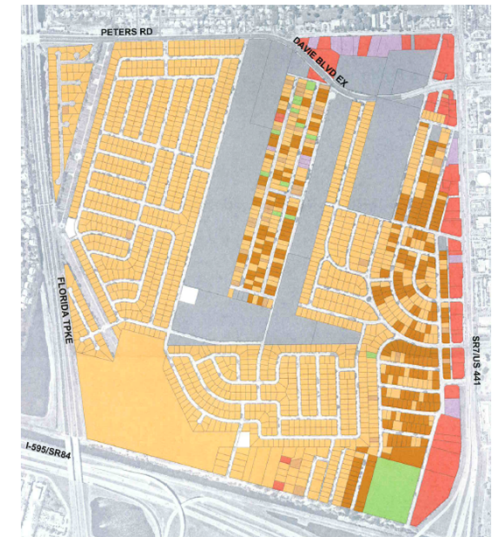 PETERS RD
DAVIE BLVD EX
FLORIDA TPKE
SR7/US 441
I-595/SR84